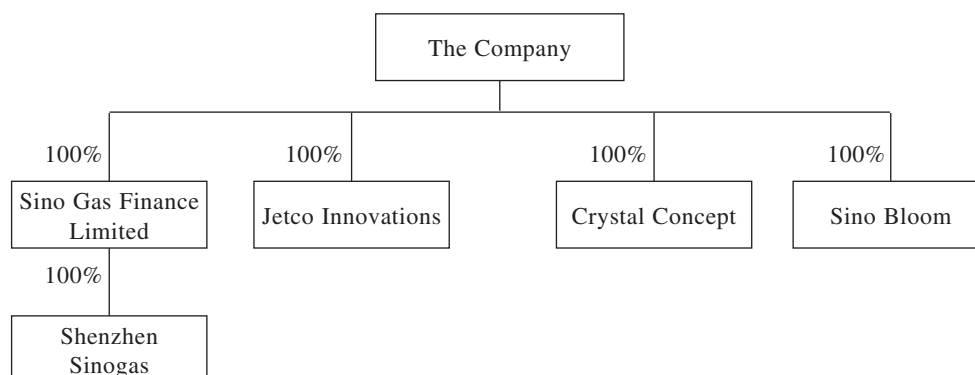 The Company
100%
100%
100%
100%
Sino Gas Finance
Limited
Jetco Innovations
Crystal Concept
Sino Bloom
100%
Shenzhen
Sinogas